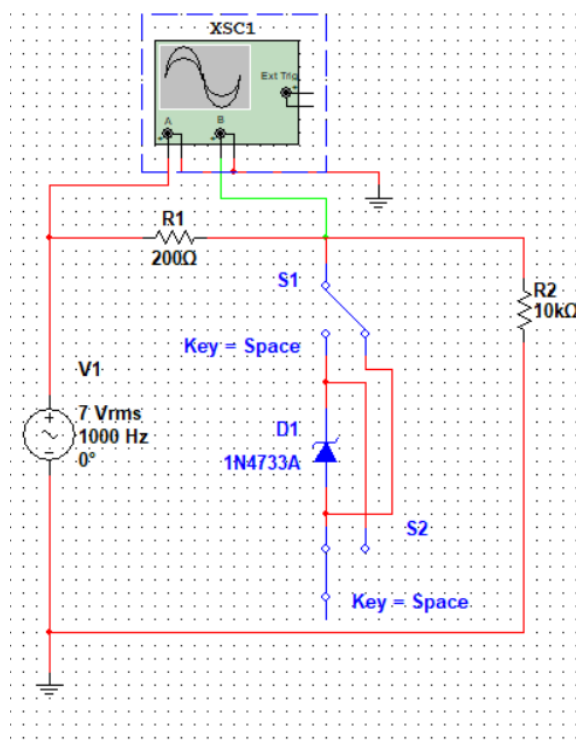 XSC1
Ext Trig
+
A
B
+
+
R1
200Ω
S1
R2
10kΩ
Key = Space
V1
7 Vrms
1000 Hz
0°
D1
1N4733A
S2
Key = Space